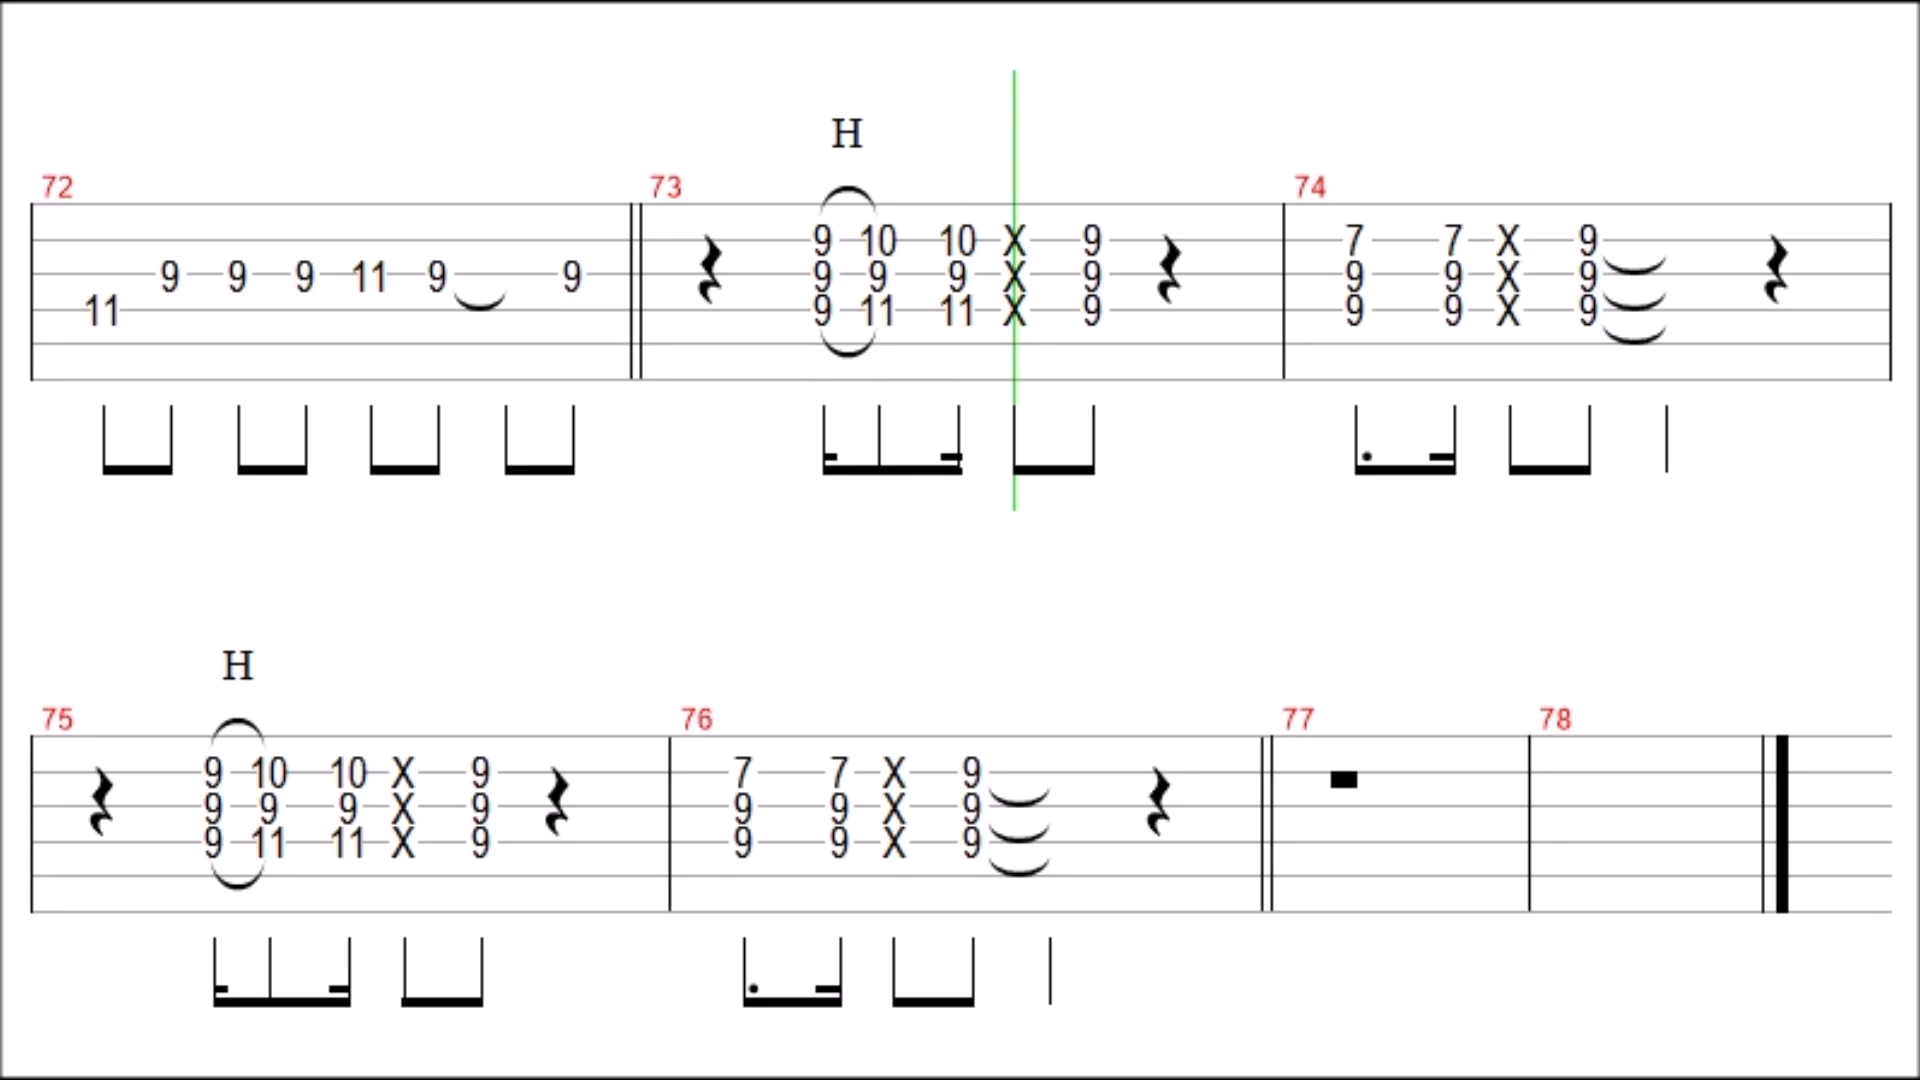 H
72 73 74
9 10 10 X 9 7 7 X 9
9 9 9 11 9 9 9 9 9 X 9 9 9 X 9
11 9 11 11 X 9 9 9 X 9
H
75 76 77 78
9 10 10 X 9 7 7 X 9
9 9 9 X 9 9 9 X 9
9 11 11 X 9 9 9 X 9